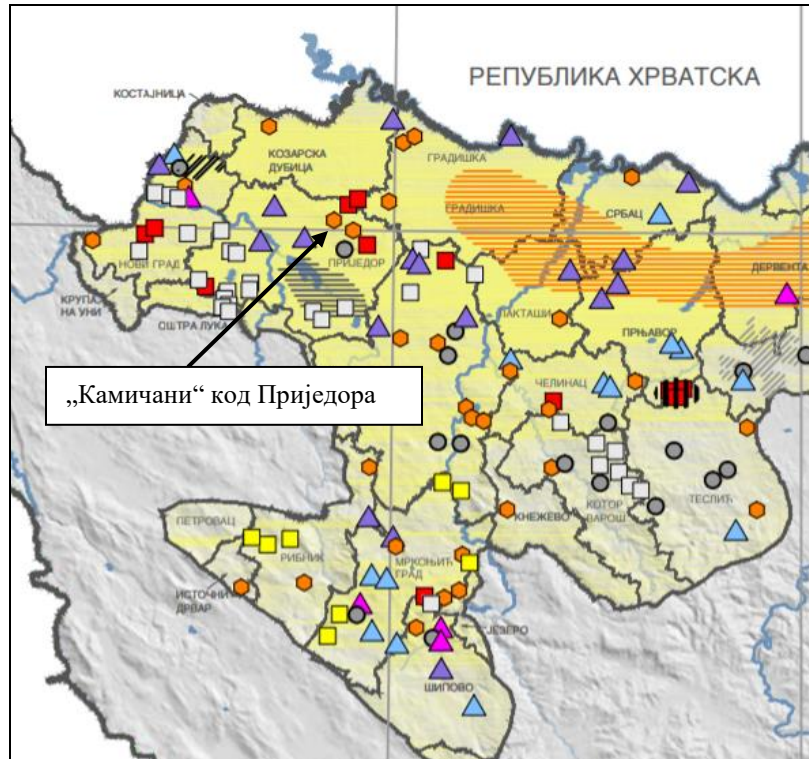 РЕПУБЛИКА ХРВАТСКА
КОСТАЈНИЦА
КОЗАРСКА
ДУБИЦА
ГРАДИШКА
ГРАДИШКА
СРБАЦ
НОВИ ГРАД
ПРИЈЕДОР
ДЕРВЕНТА
КРУПА
НА УНИ
ОШТРА ЛУКА
ЛАКТАШИ
ПРЊАВОР
„Камичани“ код Приједора
ЧЕЛИНАЦ
КОТОР
ВАРОШ
ТЕСЛИЋ
КНЕЖЕВО
ПЕТРОВАЦ
РИБНИК
МРКОЊИЋ
ГРАД
ИСТОЧНИ
ДРВАР
ЈЕЗЕРО
ШИПОВО